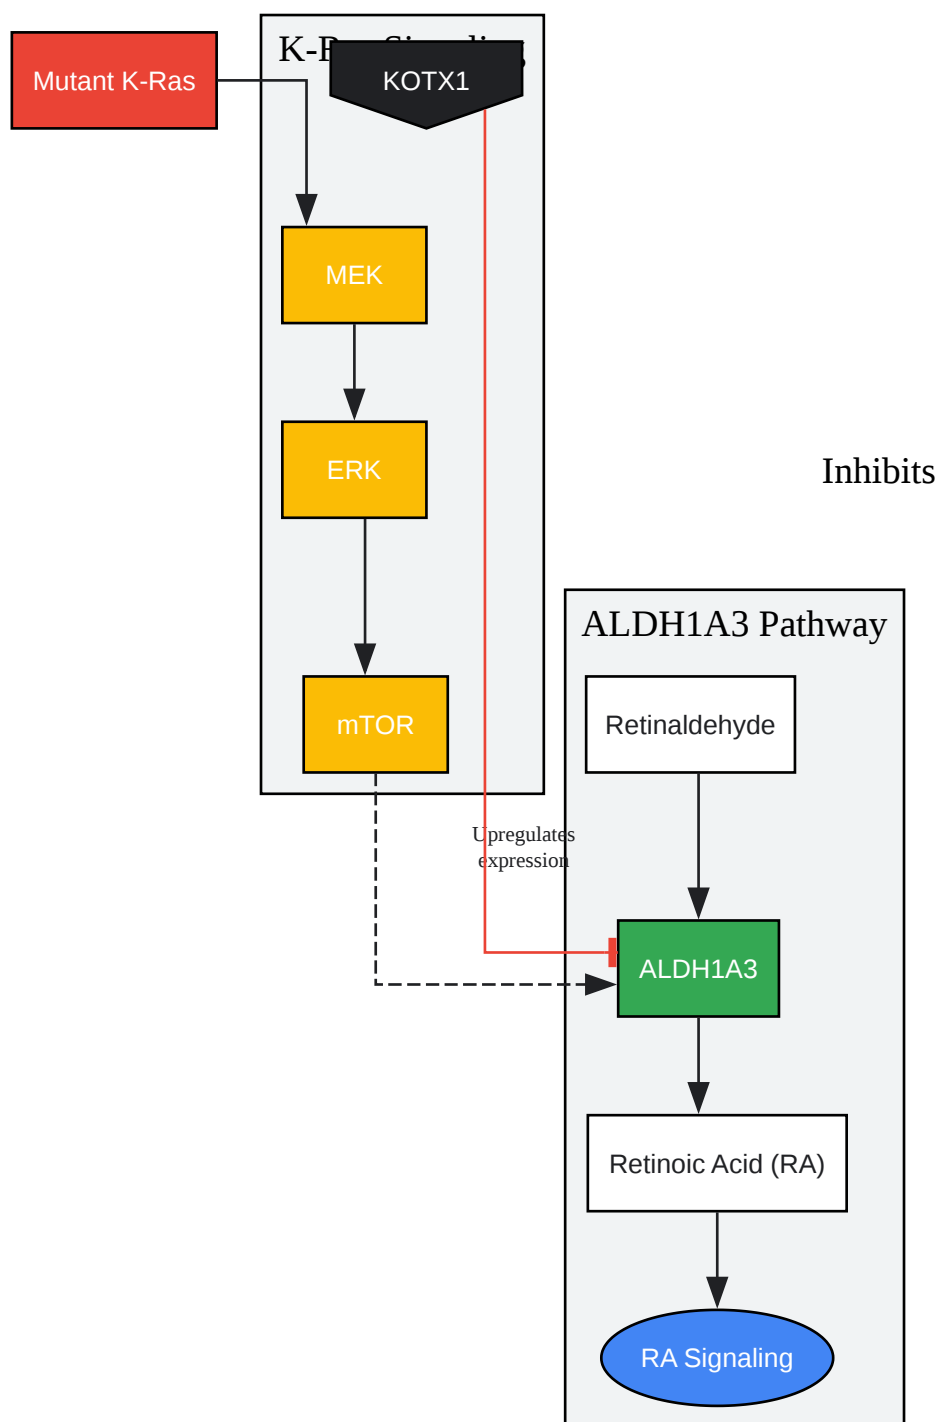 Mutant K-Ras
KOTX1
MEK
ERK
Inhibits
ALDH1A3 Pathway
mTOR
Retinaldehyde
Upregulates
expression
ALDH1A3
Retinoic Acid (RA)
RA Signaling